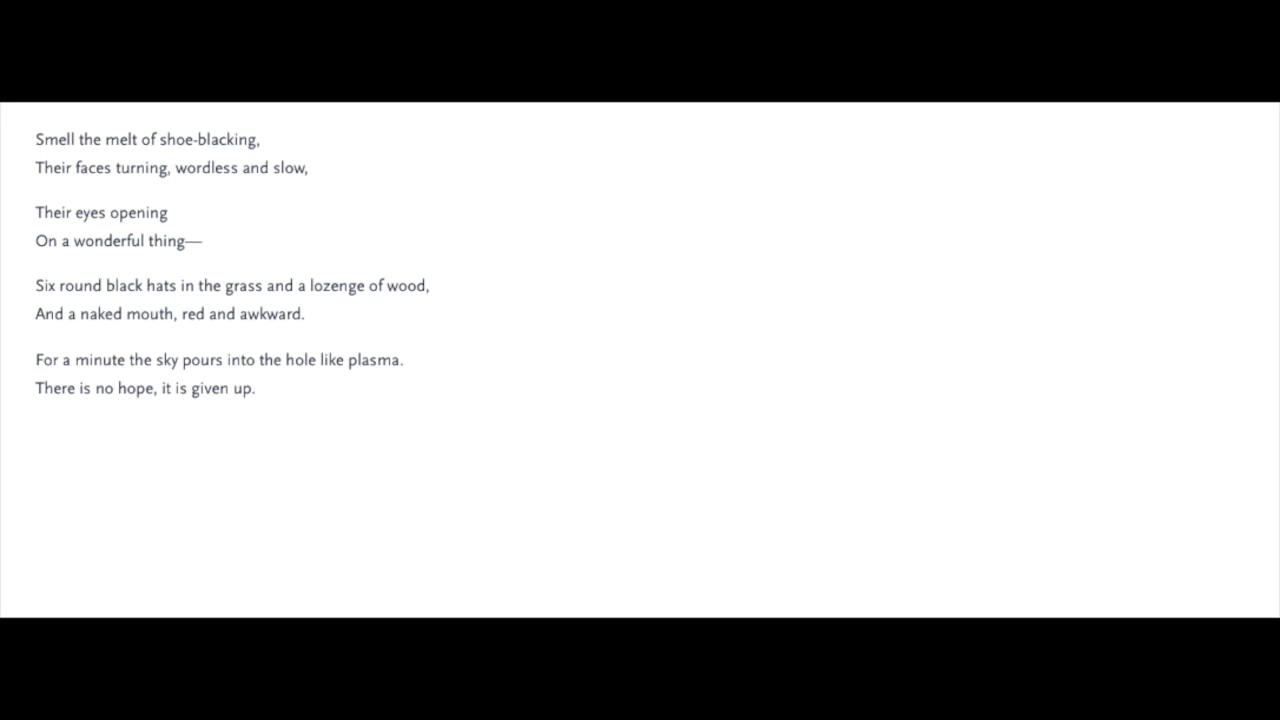 Smell the melt of shoe-blacking,
Their faces turning, wordless and slow,
Their eyes opening
On a wonderful thing—
Six round black hats in the grass and a lozenge of wood,
And a naked mouth, red and awkward.
For a minute the sky pours into the hole like plasma.
There is no hope, it is given up.